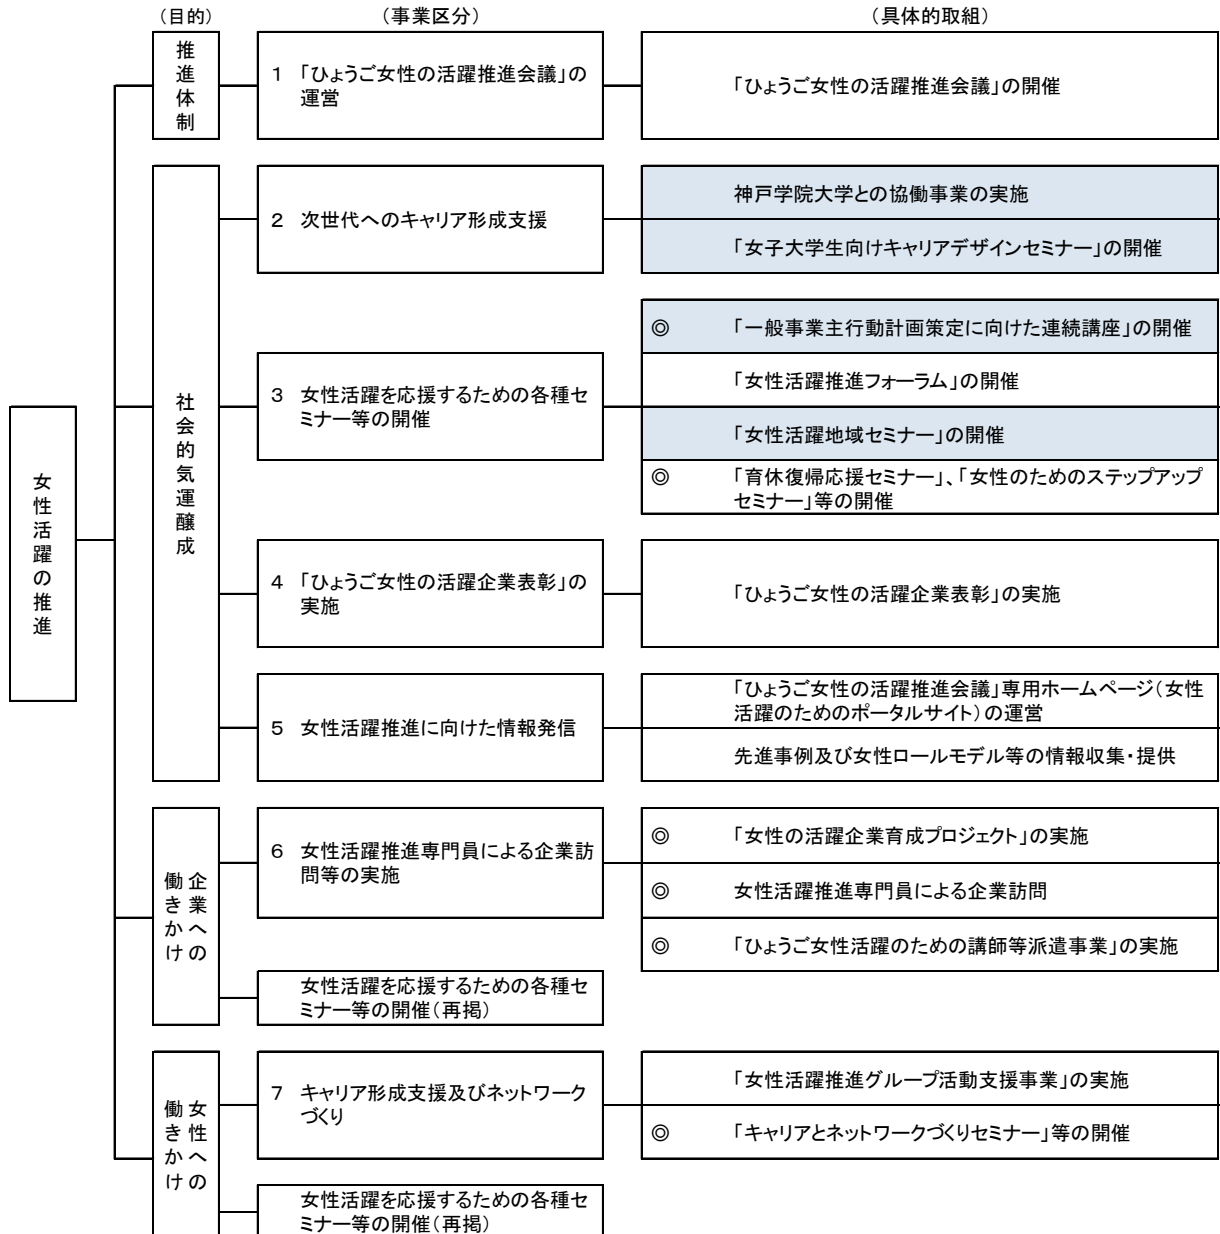 （目的）
（事業区分）
（具体的取組）
女性活躍の推進
推進体制
1 「ひょうご女性の活躍推進会議」の
運営
「ひょうご女性の活躍推進会議」の開催
社会的気運醸成
2 次世代へのキャリア形成支援
神戸学院大学との協働事業の実施
「女子大学生向けキャリアデザインセミナー」の開催
3 女性活躍を応援するための各種セ
ミナー等の開催
◎ 「一般事業主行動計画策定に向けた連続講座」の開催
「女性活躍推進フォーラム」の開催
「女性活躍地域セミナー」の開催
◎ 「育休復帰応援セミナー」、「女性のためのステップアップ
セミナー」等の開催
4 「ひょうご女性の活躍企業表彰」の
実施
「ひょうご女性の活躍企業表彰」の実施
5 女性活躍推進に向けた情報発信
「ひょうご女性の活躍推進会議」専用ホームページ（女性
活躍のためのポータルサイト）の運営
先進事例及び女性ロールモデル等の情報収集・提供
企業への
働きかけ
6 女性活躍推進専門員による企業訪
問等の実施
◎ 「女性の活躍企業育成プロジェクト」の実施
◎ 女性活躍推進専門員による企業訪問
◎ 「ひょうご女性活躍のための講師等派遣事業」の実施
女性活躍を応援するための各種セ
ミナー等の開催（再掲）
女性への
働きかけ
7 キャリア形成支援及びネットワーク
づくり
「女性活躍推進グループ活動支援事業」の実施
◎ 「キャリアとネットワークづくりセミナー」等の開催
女性活躍を応援するための各種セ
ミナー等の開催（再掲）